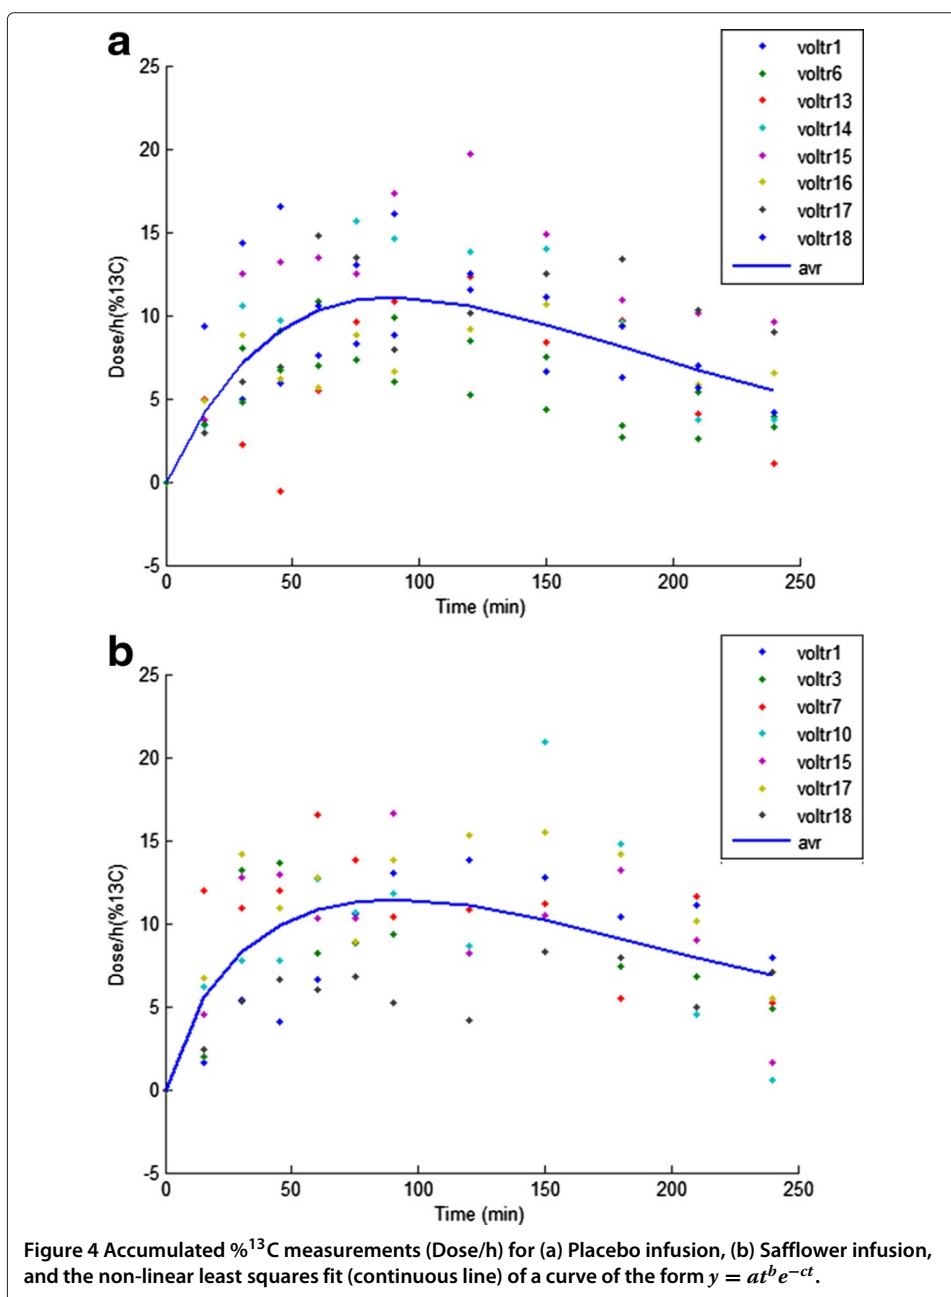 a
voltr1
voltr6
voltr13
voltr14
voltr15
voltr16
voltr17
voltr18
avr
25
20
15
10
5
0
-5
Dose/h(%13C)
0 50 100 150 200 250
Time (min)
b
voltr1
voltr3
voltr7
voltr10
voltr15
voltr17
voltr18
avr
25
20
15
10
5
0
-5
Dose/h(%13C)
0 50 100 150 200 250
Time (min)
Figure 4 Accumulated %¹³C measurements (Dose/h) for (a) Placebo infusion, (b) Safflower infusion,
and the non-linear least squares fit (continuous line) of a curve of the form y = atᵇe⁻ᶜᵗ.